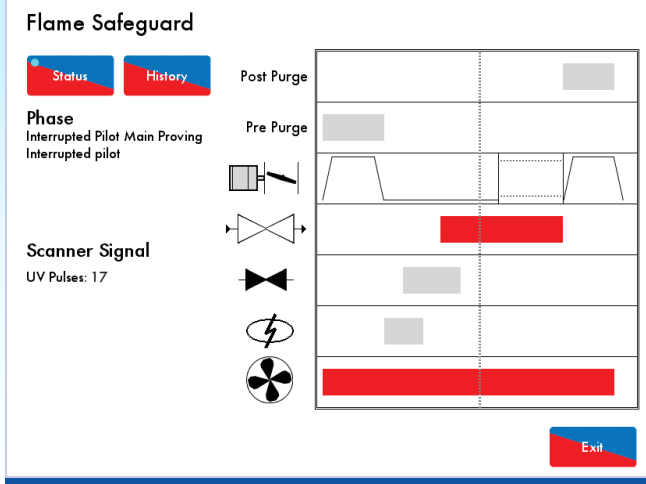 Flame Safeguard
Status
History
Post Purge
Phase
Pre Purge
Interrupted Pilot Main Proving
Interrupted pilot
Scanner Signal
UV Pulses: 17
Exit